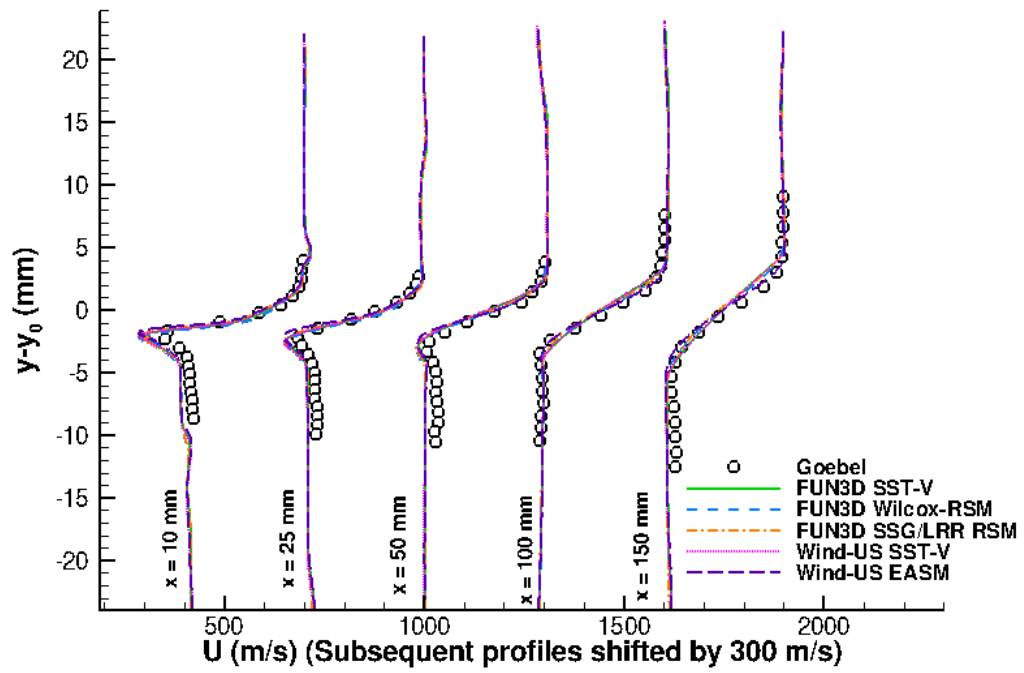 20
15
10
5
0
-5
-10
-15
-20
y-y0 (mm)
x = 10 mm
x = 25 mm
x = 50 mm
x = 100 mm
x = 150 mm
Goebel
FUN3D SST-V
FUN3D Wilcox-RSM
FUN3D SSG/LRR RSM
Wind-US SST-V
Wind-US EASM
500 1000 1500 2000
U (m/s) (Subsequent profiles shifted by 300 m/s)